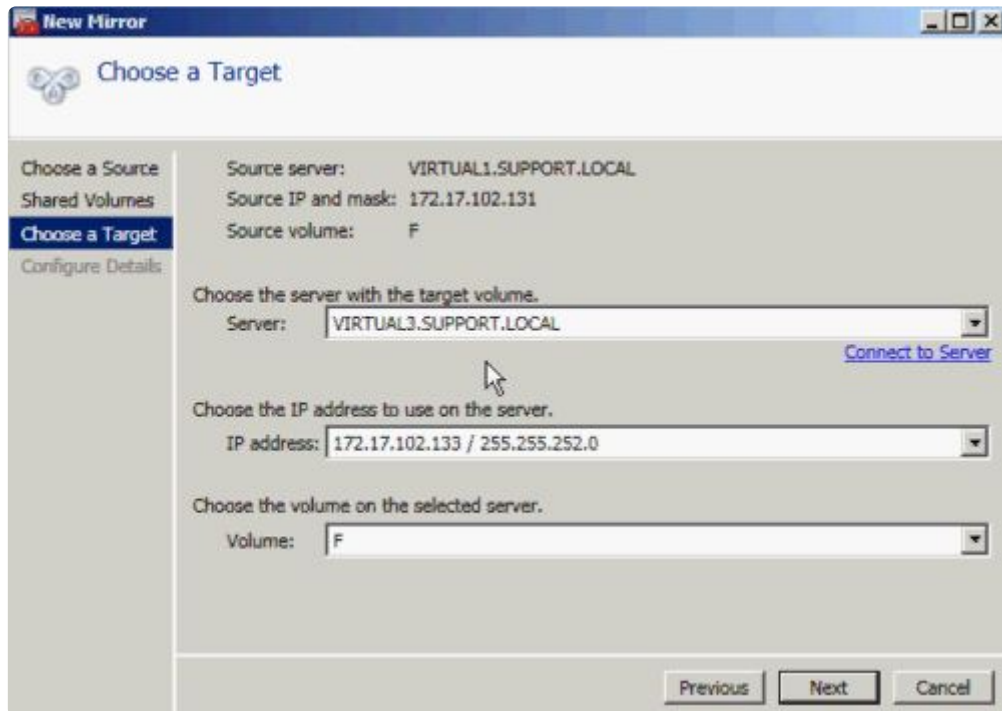 New Mirror
Choose a Target
Choose a Source
Shared Volumes
Choose a Target
Configure Details
Source server: VIRTUAL1.SUPPORT.LOCAL
Source IP and mask: 172.17.102.131
Source volume: F
Choose the server with the target volume.
Server: VIRTUAL3.SUPPORT.LOCAL
Connect to Server
Choose the IP address to use on the server.
IP address: 172.17.102.133 / 255.255.252.0
Choose the volume on the selected server.
Volume: F
Previous Next Cancel